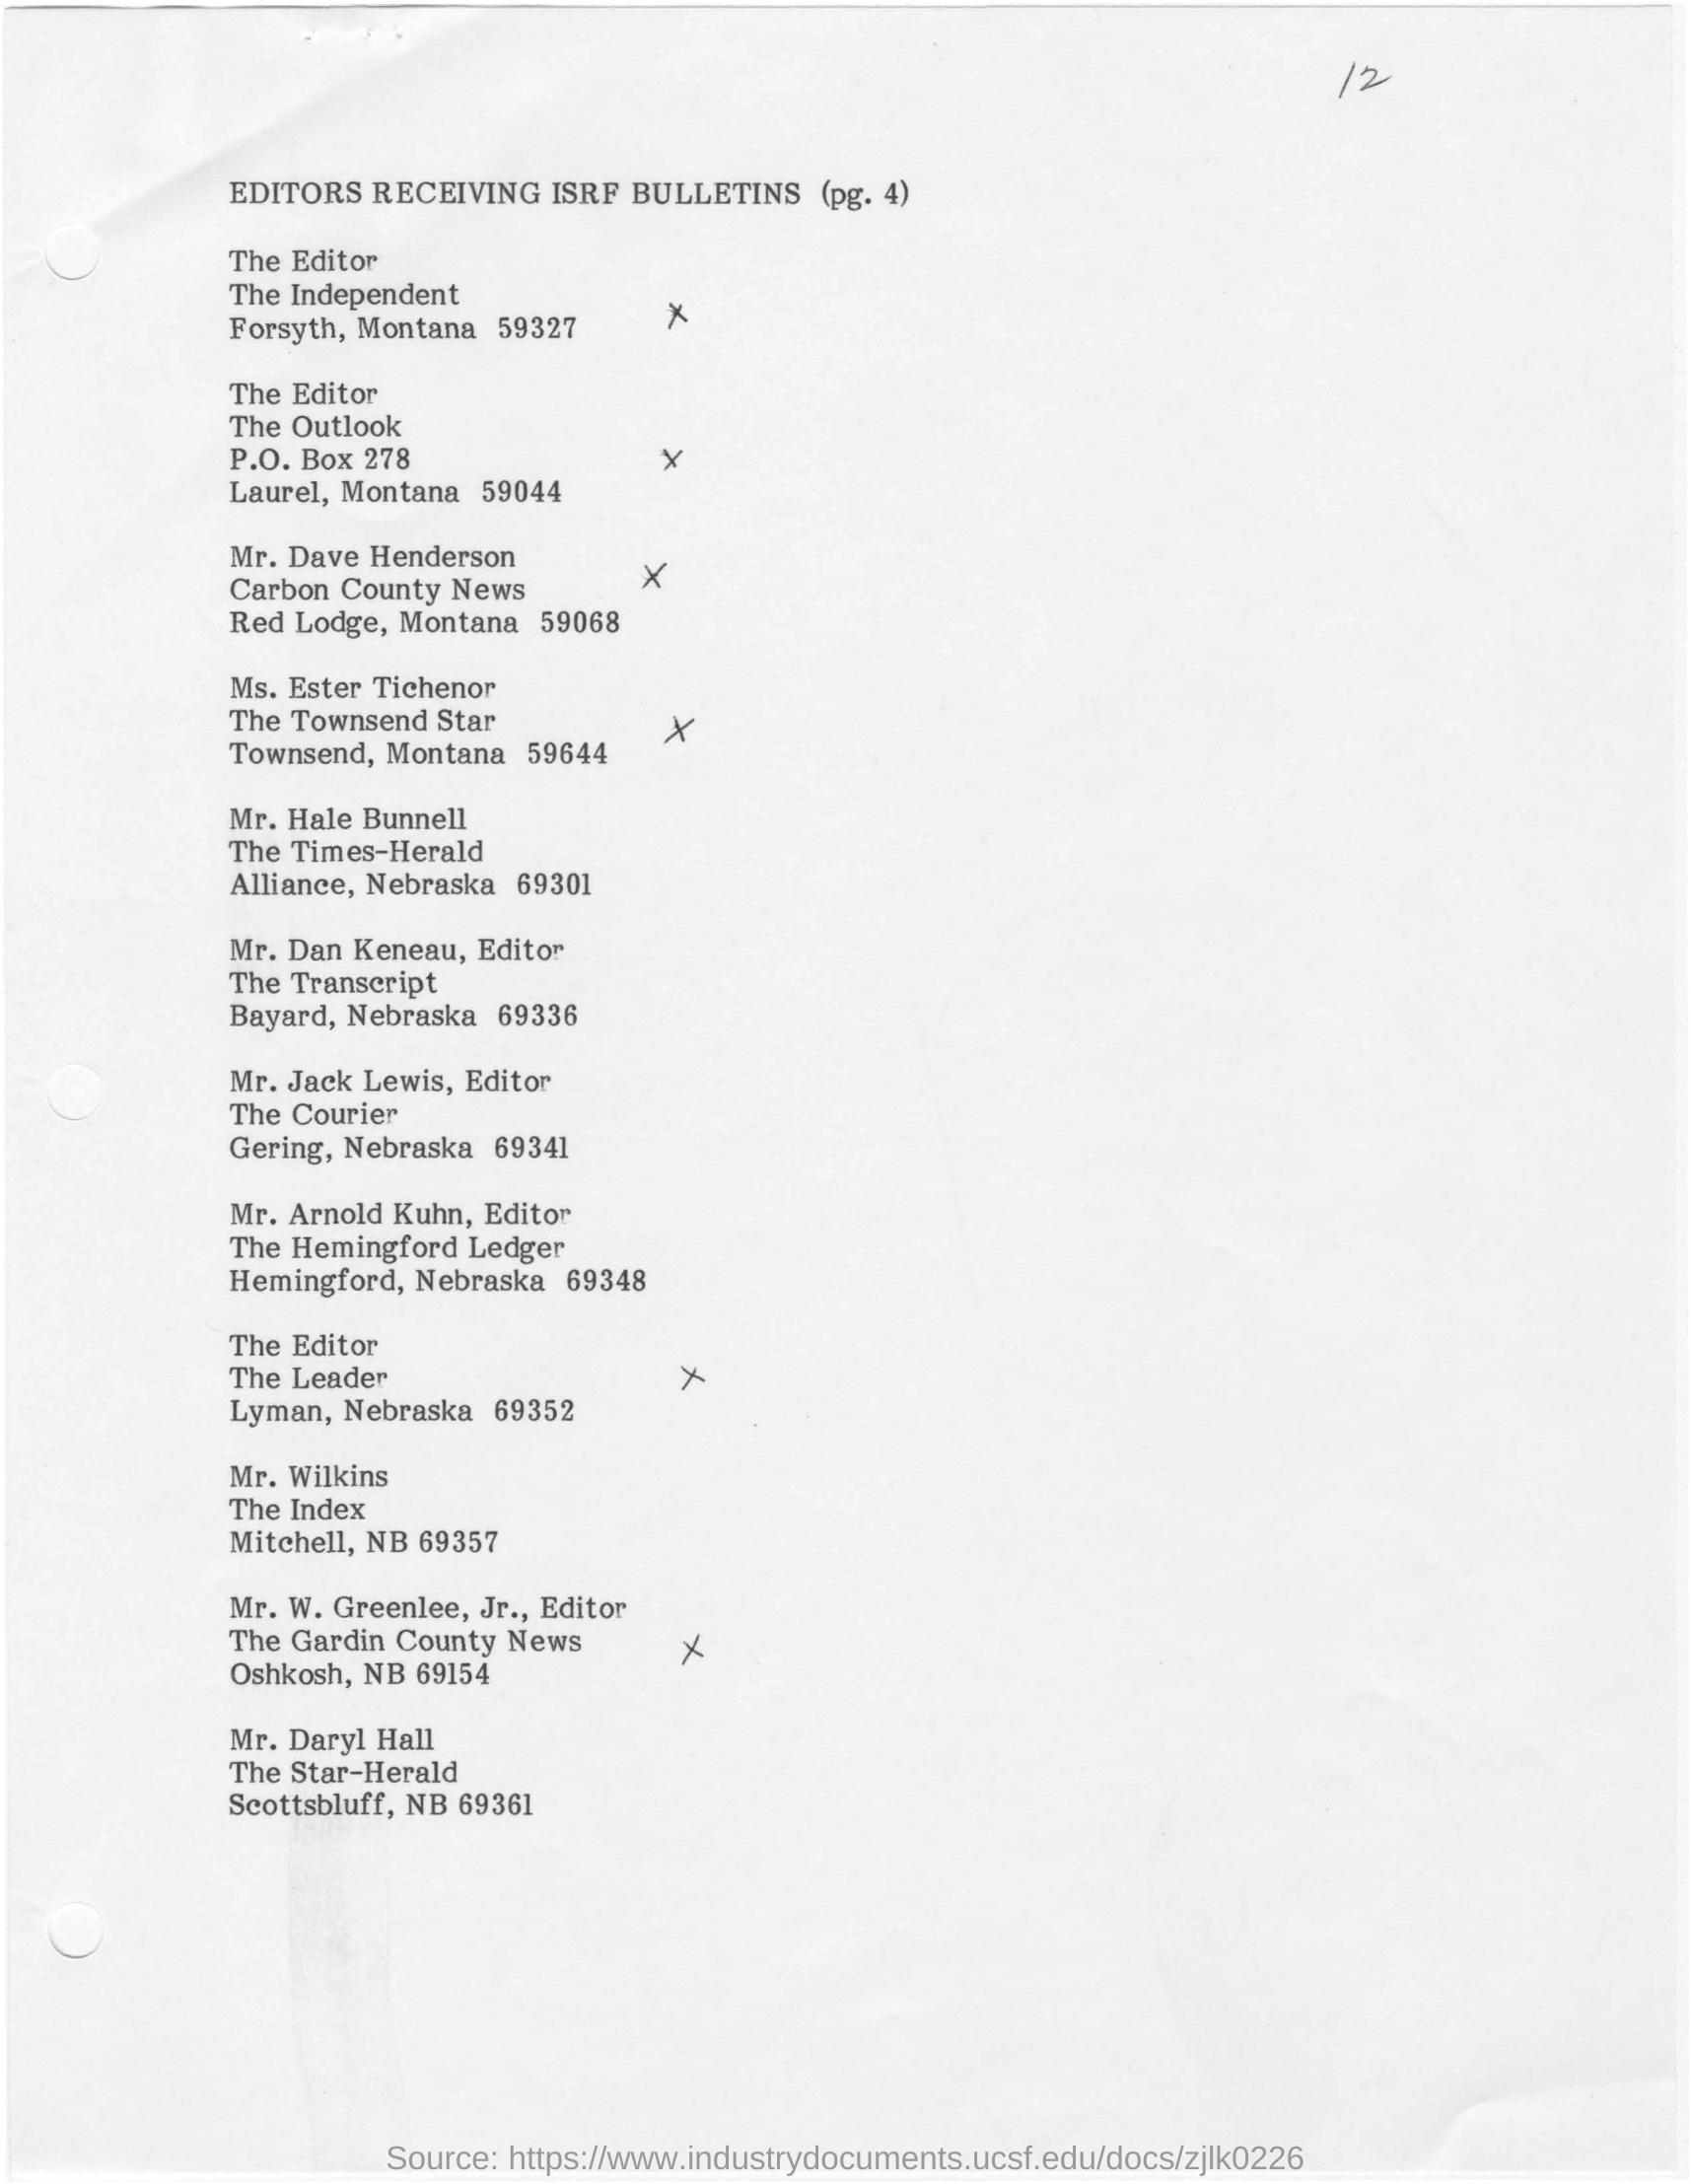 12
EDITORS RECEIVING ISRF BULLETINS (pg. 4)
The Editor
The Independent
Forsyth, Montana 59327 X
The Editor
The Outlook
P.O. Box 278 X
Laurel, Montana 59044
Mr. Dave Henderson
Carbon County News X
Red Lodge, Montana 59068
Ms. Ester Tichenor
The Townsend Star X
Townsend, Montana 59644
Mr. Hale Bunnell
The Times-Herald
Alliance, Nebraska 69301
Mr. Dan Keneau, Editor
The Transcript
Bayard, Nebraska 69336
Mr. Jack Lewis, Editor
The Courier
Gering, Nebraska 69341
Mr. Arnold Kuhn, Editor
The Hemingford Ledger
Hemingford, Nebraska 69348
The Editor
The Leader X
Lyman, Nebraska 69352
Mr. Wilkins
The Index
Mitchell, NB 69357
Mr. W. Greenlee, Jr., Editor
The Gardin County News X
Oshkosh, NB 69154
Mr. Daryl Hall
The Star-Herald
Scottsbluff, NB 69361
Source: https://www.industrydocuments.ucsf.edu/docs/zjlk0226